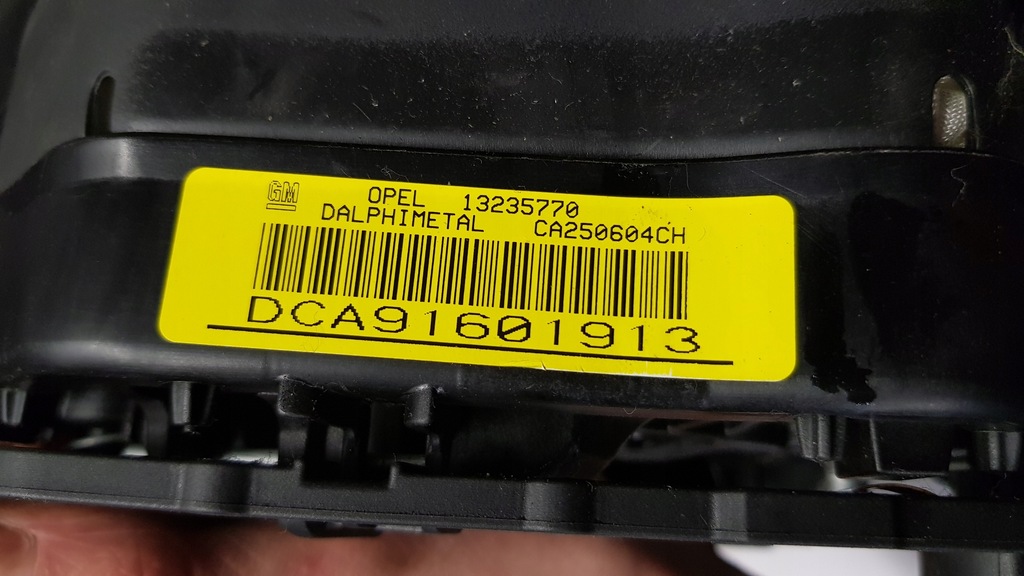 GM OPEL 13235770
DALPHIMETAL CA250604CH
DCA91601913